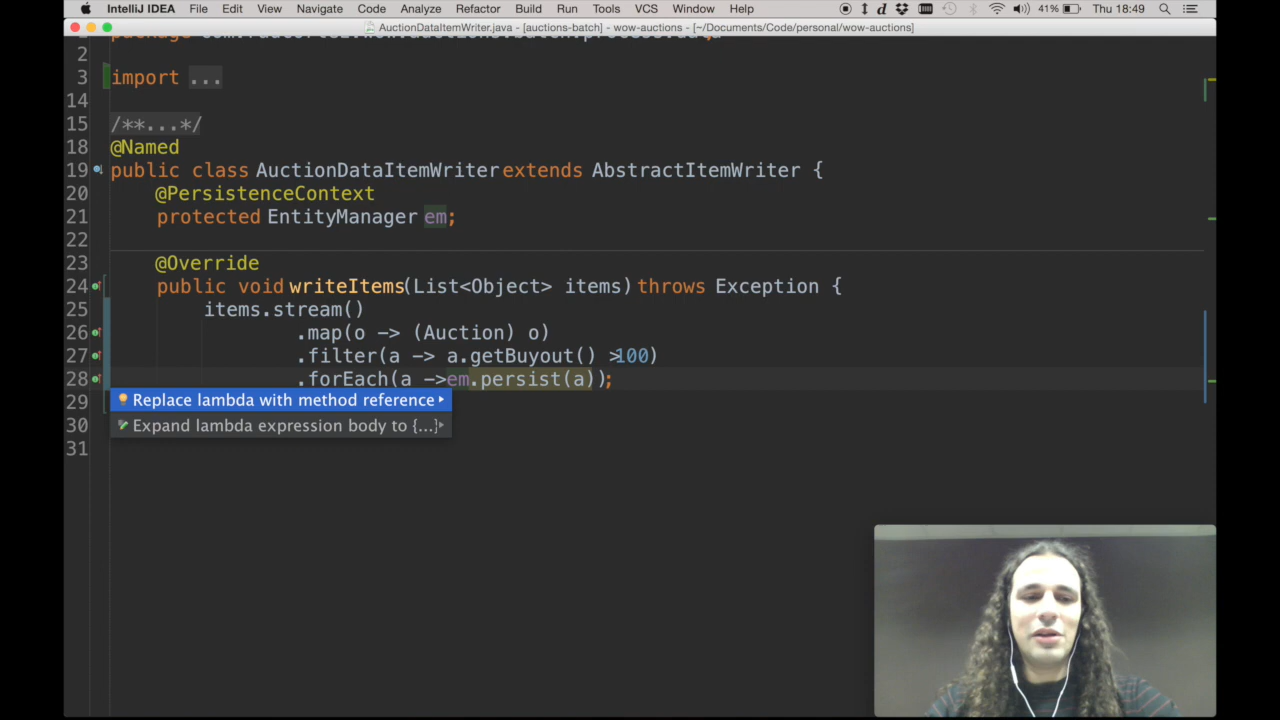 IntelliJ IDEA File Edit View Navigate Code Analyze Refactor Build Run Tools VCS Window Help 41% Thu 18:49
AuctionDataItemWriter.java - [auctions-batch] - wow-auctions - [~/Documents/Code/personal/wow-auctions]
2
3 import ...
14
15 /**...*/
18 @Named
19 public class AuctionDataItemWriter extends AbstractItemWriter {
20 @PersistenceContext
21 protected EntityManager em;
22
23 @Override
24 public void writeItems(List<Object> items) throws Exception {
25 items.stream()
26 .map(o -> (Auction) o)
27 .filter(a -> a.getBuyout() >100)
28 .forEach(a ->em.persist(a));
29 Replace lambda with method reference
30 Expand lambda expression body to {...}
31